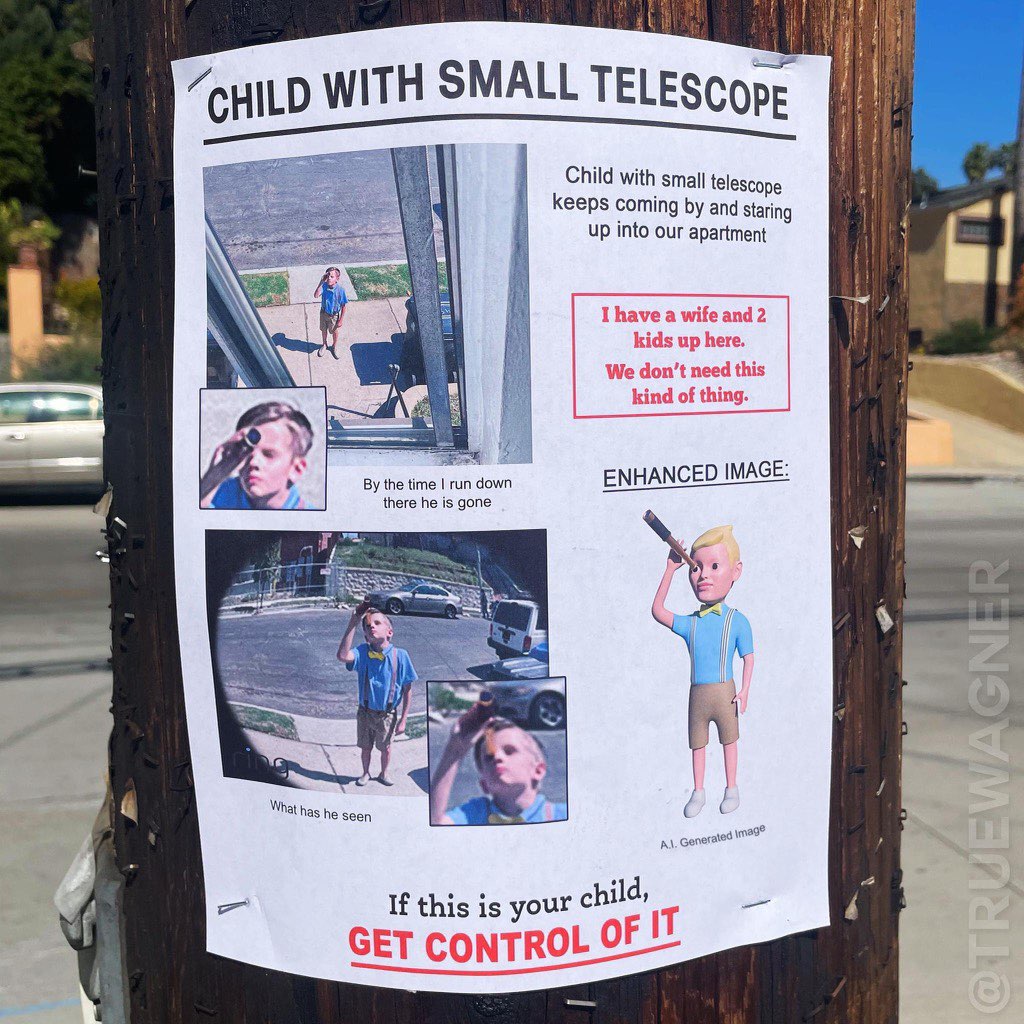 CHILD WITH SMALL TELESCOPE
Child with small telescope
keeps coming by and staring
up into our apartment
I have a wife and 2
kids up here.
We don't need this
kind of thing.
By the time I run down
there he is gone
ENHANCED IMAGE:
ring
What has he seen
A.I. Generated Image
If this is your child,
GET CONTROL OF IT
@TRUEWAGNER